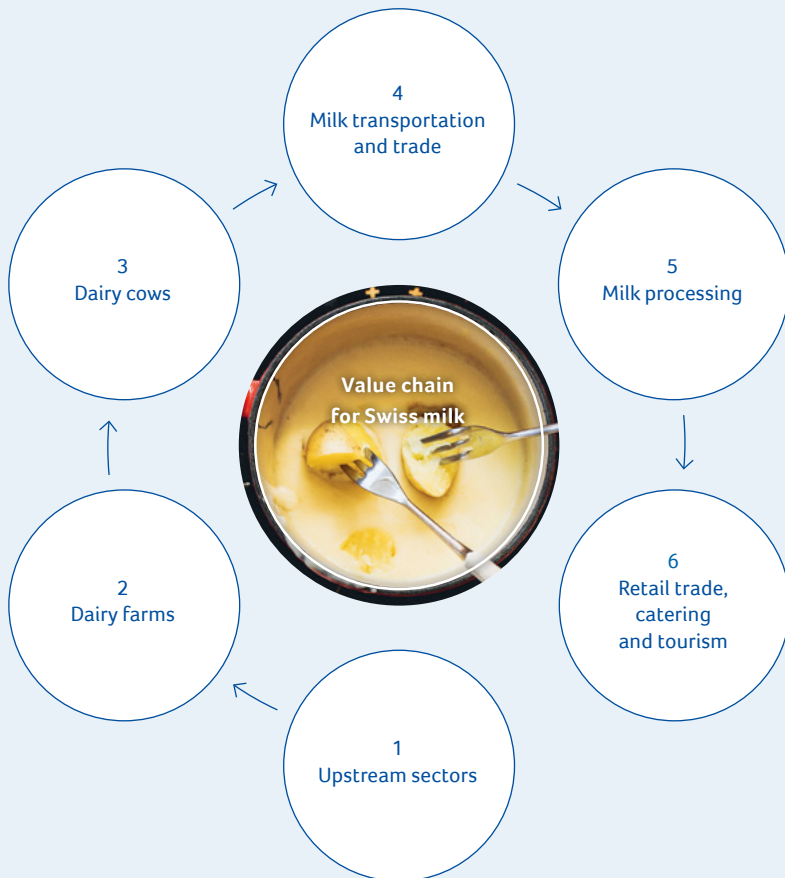 4
Milk transportation
and trade
3
Dairy cows
5
Milk processing
Value chain
for Swiss milk
2
Dairy farms
6
Retail trade,
catering
and tourism
1
Upstream sectors